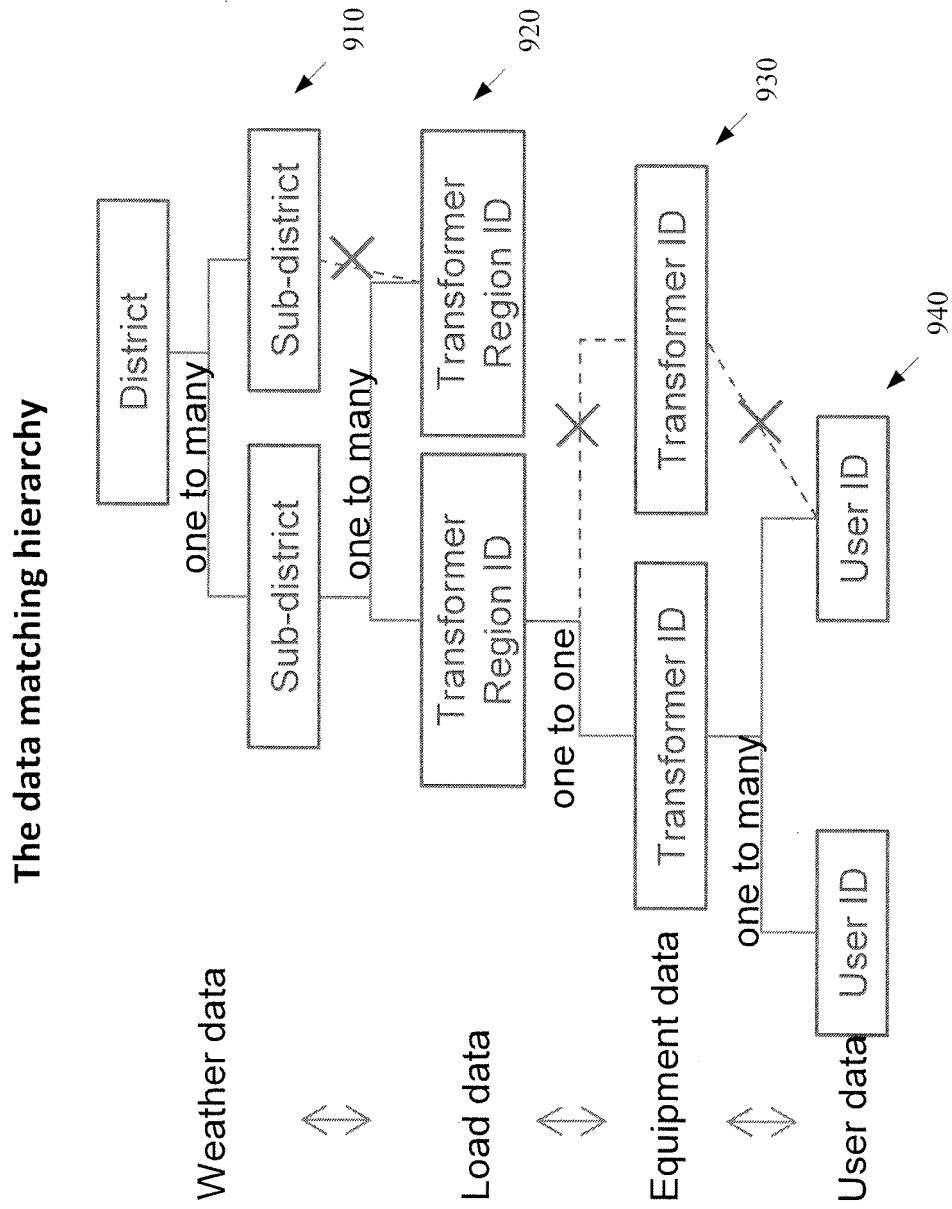 The data matching hierarchy
District
Weather data
one to many
Sub-district
Sub-district
910
one to many
Load data
Transformer
Region ID
Transformer
Region ID
920
one to one
Equipment data
Transformer ID
Transformer ID
930
one to many
User data
User ID
User ID
940